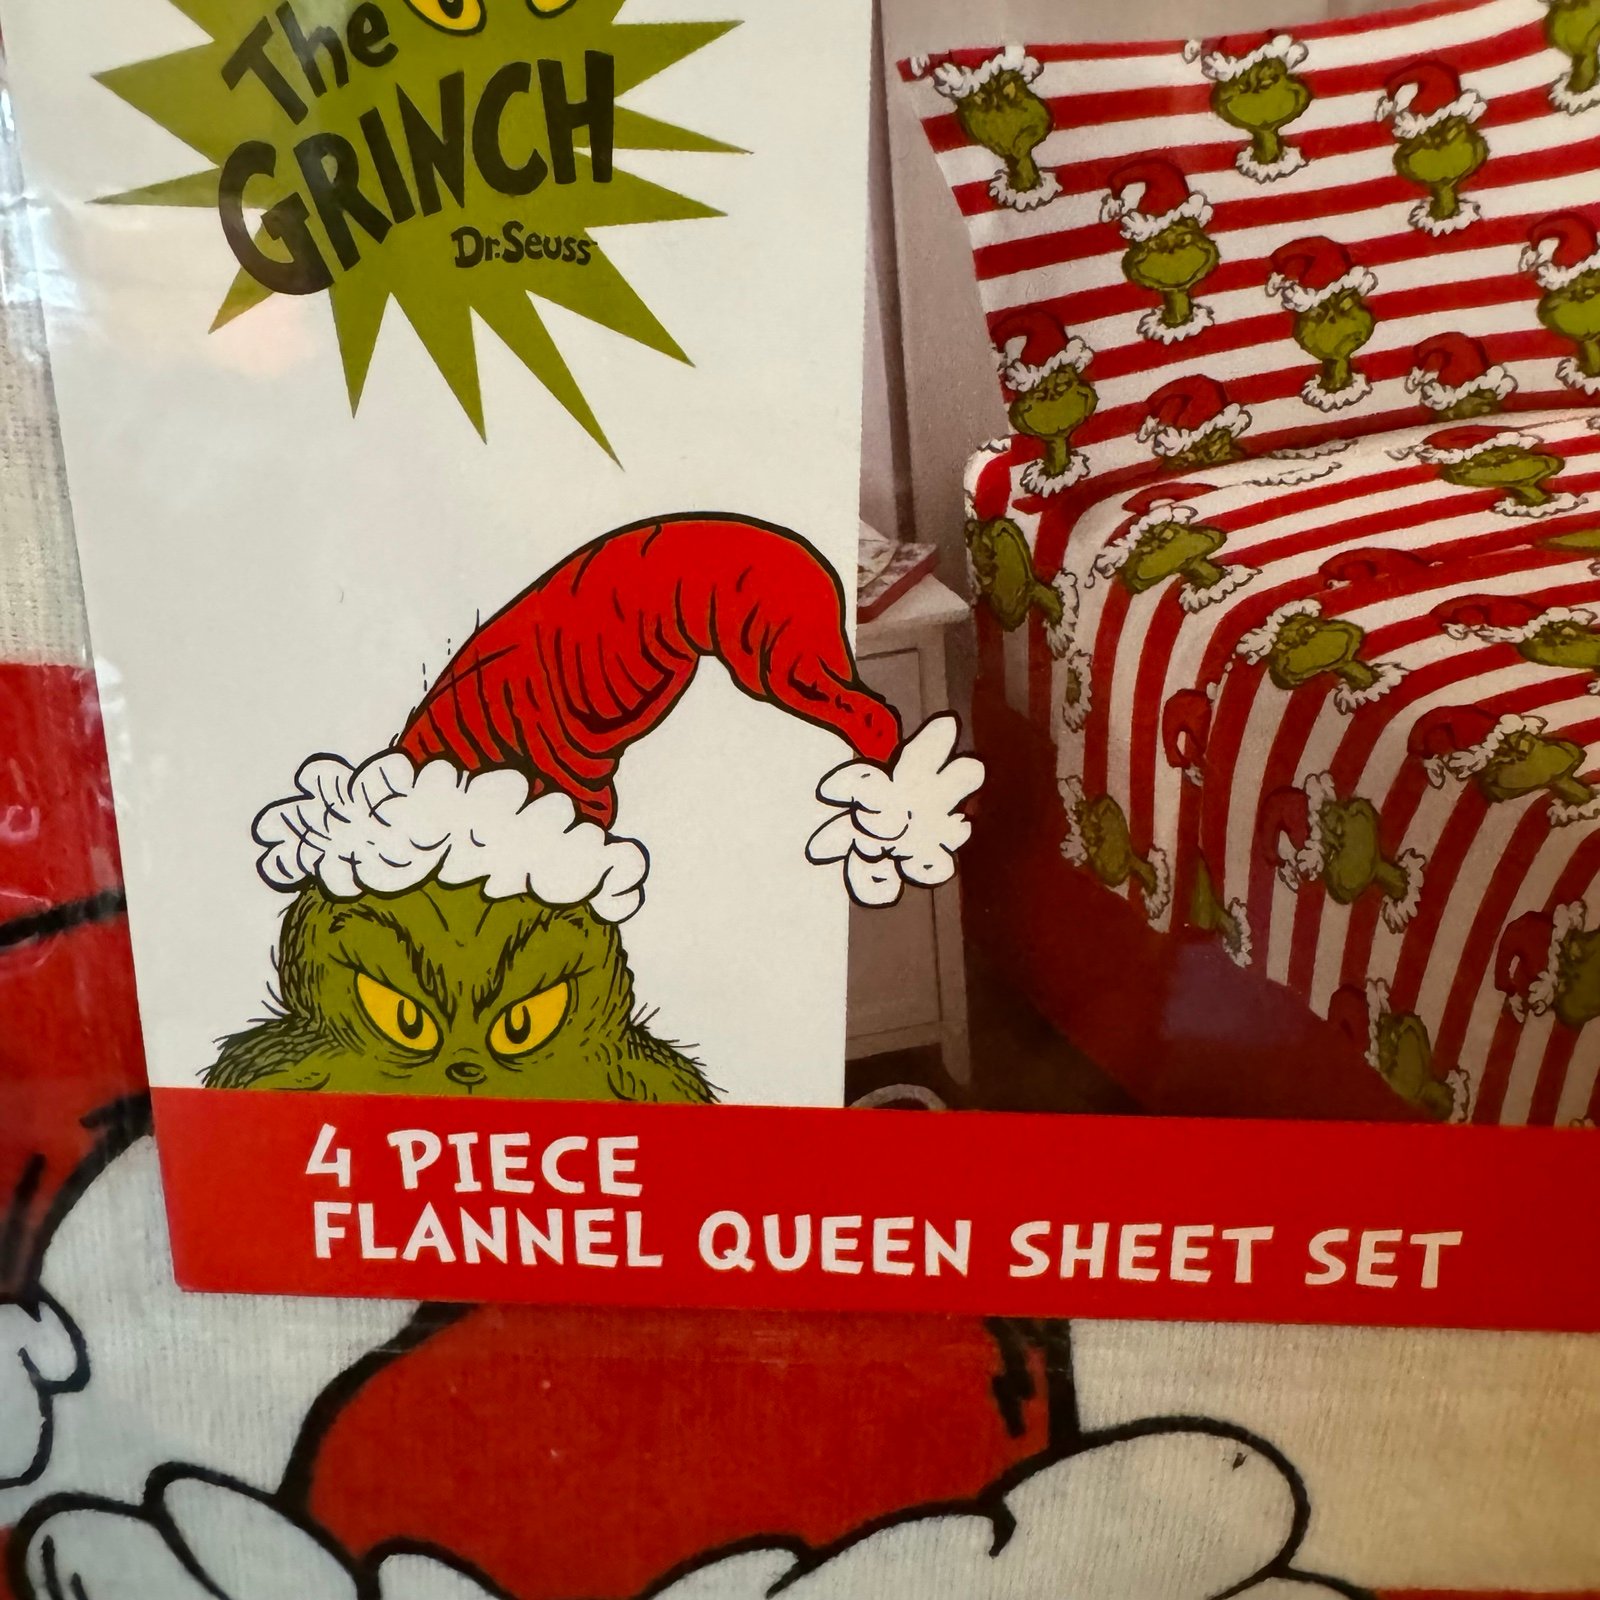 The
GRINCH
Dr. Seuss
4 PIECE
FLANNEL QUEEN SHEET SET